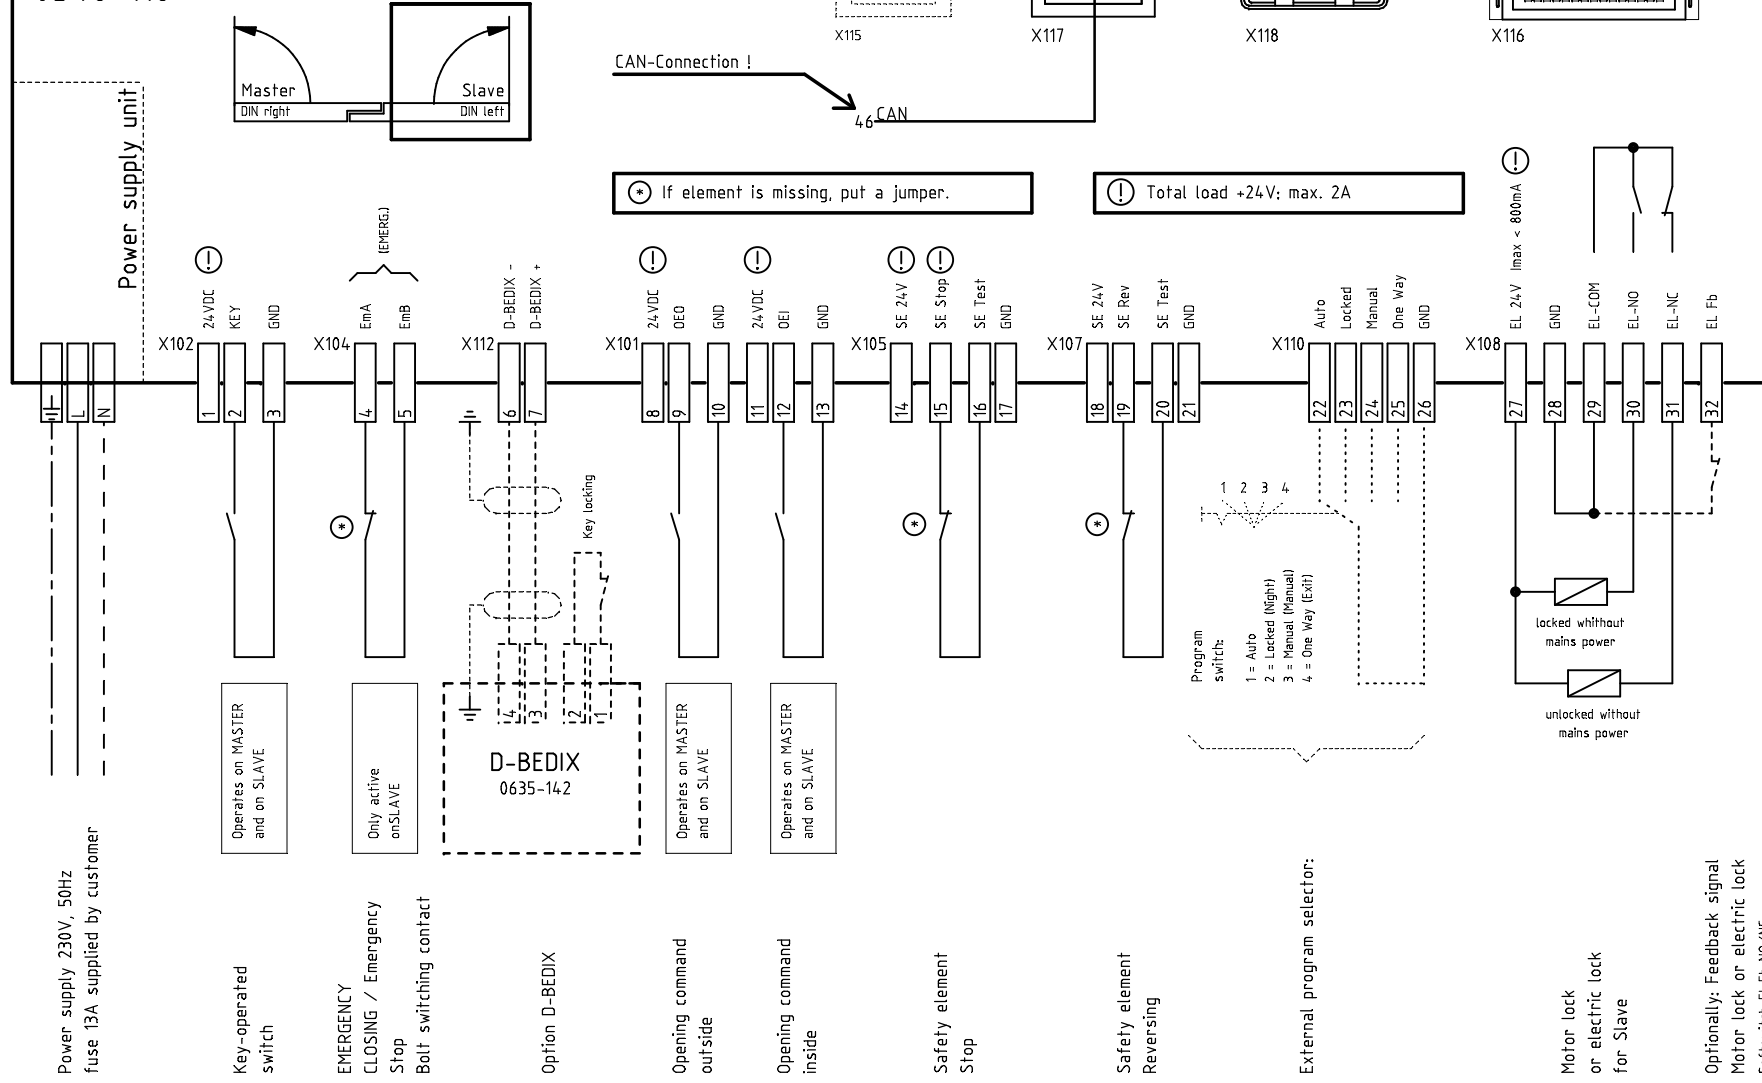 X115
X117
X118
X116
CAN-Connection !
46 CAN
Master
DIN right
Slave
DIN left
Power supply unit
* If element is missing, put a jumper.
! Total load +24V: max. 2A
(EMERG.)
! 24VDC
KEY
GND
EmA
EmB
D-BEDIX -
D-BEDIX +
! 24VDC
OEO
GND
! 24VDC
OEI
GND
! SE 24V
! SE Stop
SE Test
GND
SE 24V
SE Rev
SE Test
GND
Auto
Locked
Manual
One Way
GND
! EL 24V Imax < 800mA
GND
EL-COM
EL-NO
EL-NC
EL Fb
X102
X104
X112
X101
X105
X107
X110
X108
L
N
1
2
3
4
5
6
7
8
9
10
11
12
13
14
15
16
17
18
19
20
21
22
23
24
25
26
27
28
29
30
31
32
*
*
*
Key locking
1 2 3 4
Program
switch:
1 = Auto
2 = Locked (Night)
3 = Manual (Manual)
4 = One Way (Exit)
locked whithout
mains power
unlocked without
mains power
4
3
2
1
D-BEDIX
0635-142
Operates on MASTER
and on SLAVE
Only active
onSLAVE
Operates on MASTER
and on SLAVE
Operates on MASTER
and on SLAVE
Power supply 230V, 50Hz
fuse 13A supplied by customer
Key-operated
switch
EMERGENCY
CLOSING / Emergency
Stop
Bolt switching contact
Option D-BEDIX
Opening command
outside
Opening command
inside
Safety element
Stop
Safety element
Reversing
External program selector:
Motor lock
or electric lock
for Slave
Optionally: Feedback signal
Motor lock or electric lock